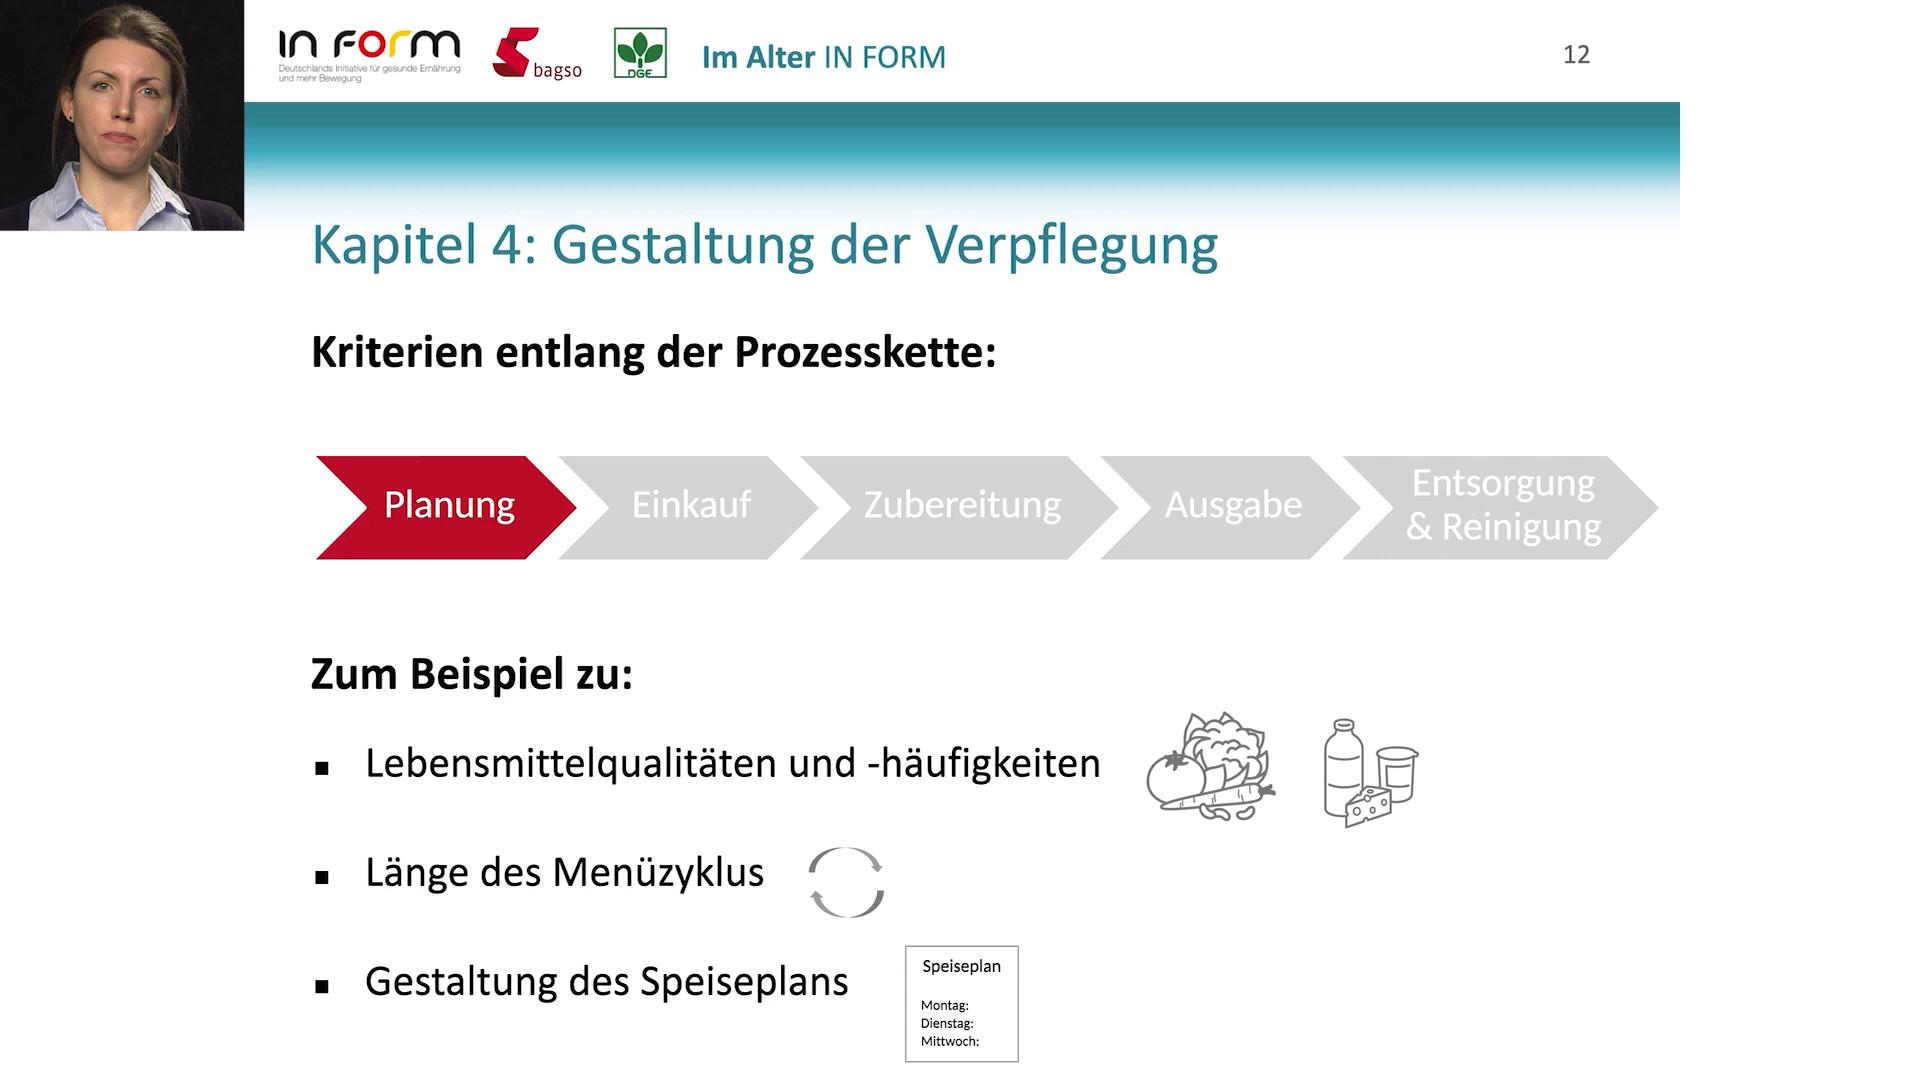 IN FORM
Deutschlands Initiative für gesunde Ernährung
und mehr Bewegung
bagso
DGE
Im Alter IN FORM
12
Kapitel 4: Gestaltung der Verpflegung
Kriterien entlang der Prozesskette:
Planung
Einkauf
Zubereitung
Ausgabe
Entsorgung
& Reinigung
Zum Beispiel zu:
▪ Lebensmittelqualitäten und -häufigkeiten
▪ Länge des Menüzyklus
▪ Gestaltung des Speiseplans
Speiseplan
Montag:
Dienstag:
Mittwoch: